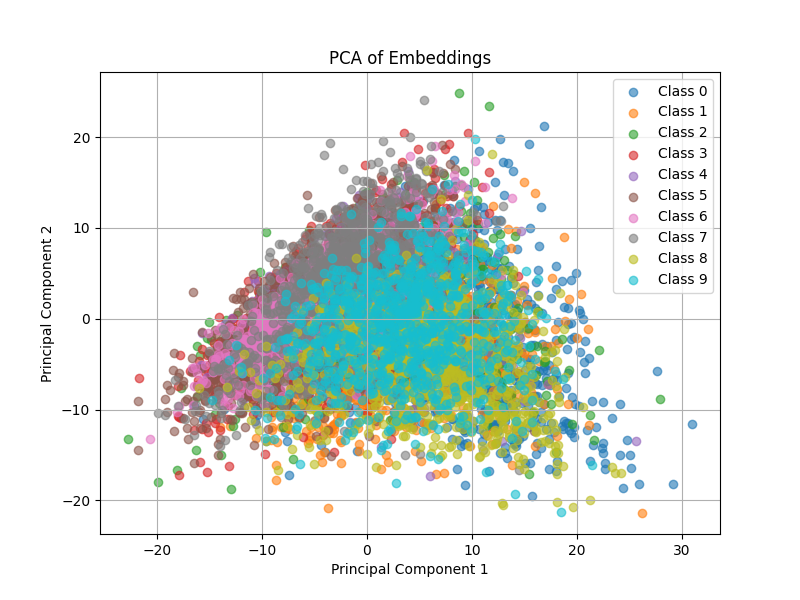 PCA of Embeddings
Class 0
Class 1
Class 2
Class 3
Class 4
Class 5
Class 6
Class 7
Class 8
Class 9
Principal Component 2
20
10
0
−10
−20
−20
−10
0
10
20
30
Principal Component 1